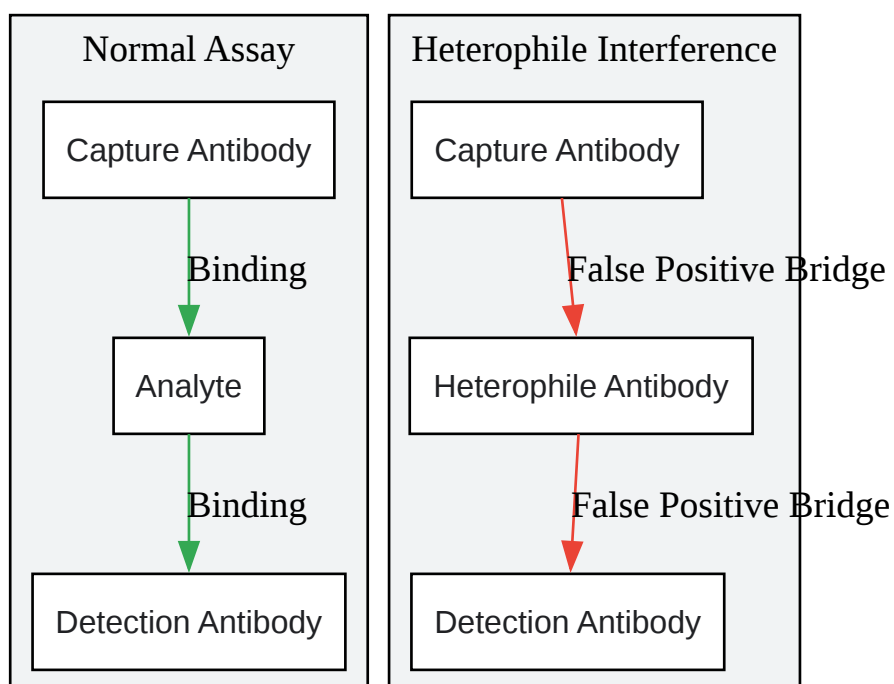 Normal Assay
Capture Antibody
Binding
Analyte
Binding
Detection Antibody
Heterophile Interference
Capture Antibody
False Positive Bridge
Heterophile Antibody
False Positive Bridge
Detection Antibody